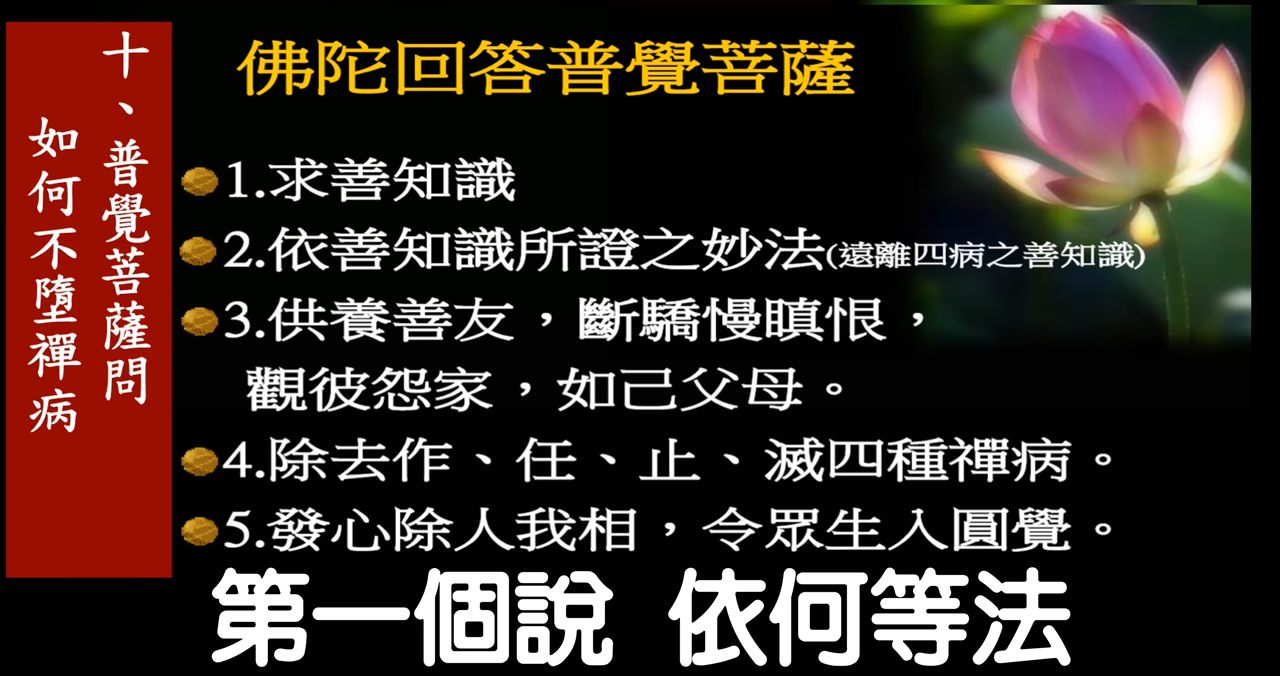 十、普覺菩薩問
如何不墮禪病
佛陀回答普覺菩薩
1.求善知識
2.依善知識所證之妙法(遠離四病之善知識)
3.供養善友，斷驕慢瞋恨，
觀彼怨家，如己父母。
4.除去作、任、止、滅四種禪病。
5.發心除人我相，令眾生入圓覺。
第一個說 依何等法